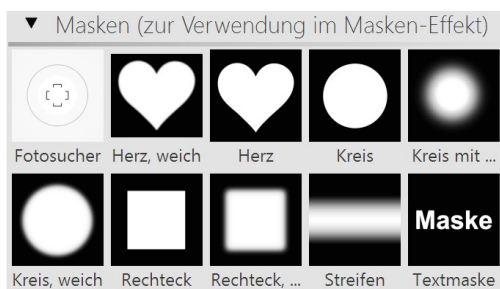 ▼ Masken (zur Verwendung im Masken-Effekt)
Fotosucher Herz, weich Herz Kreis Kreis mit ...
Maske
Kreis, weich Rechteck Rechteck, ... Streifen Textmaske